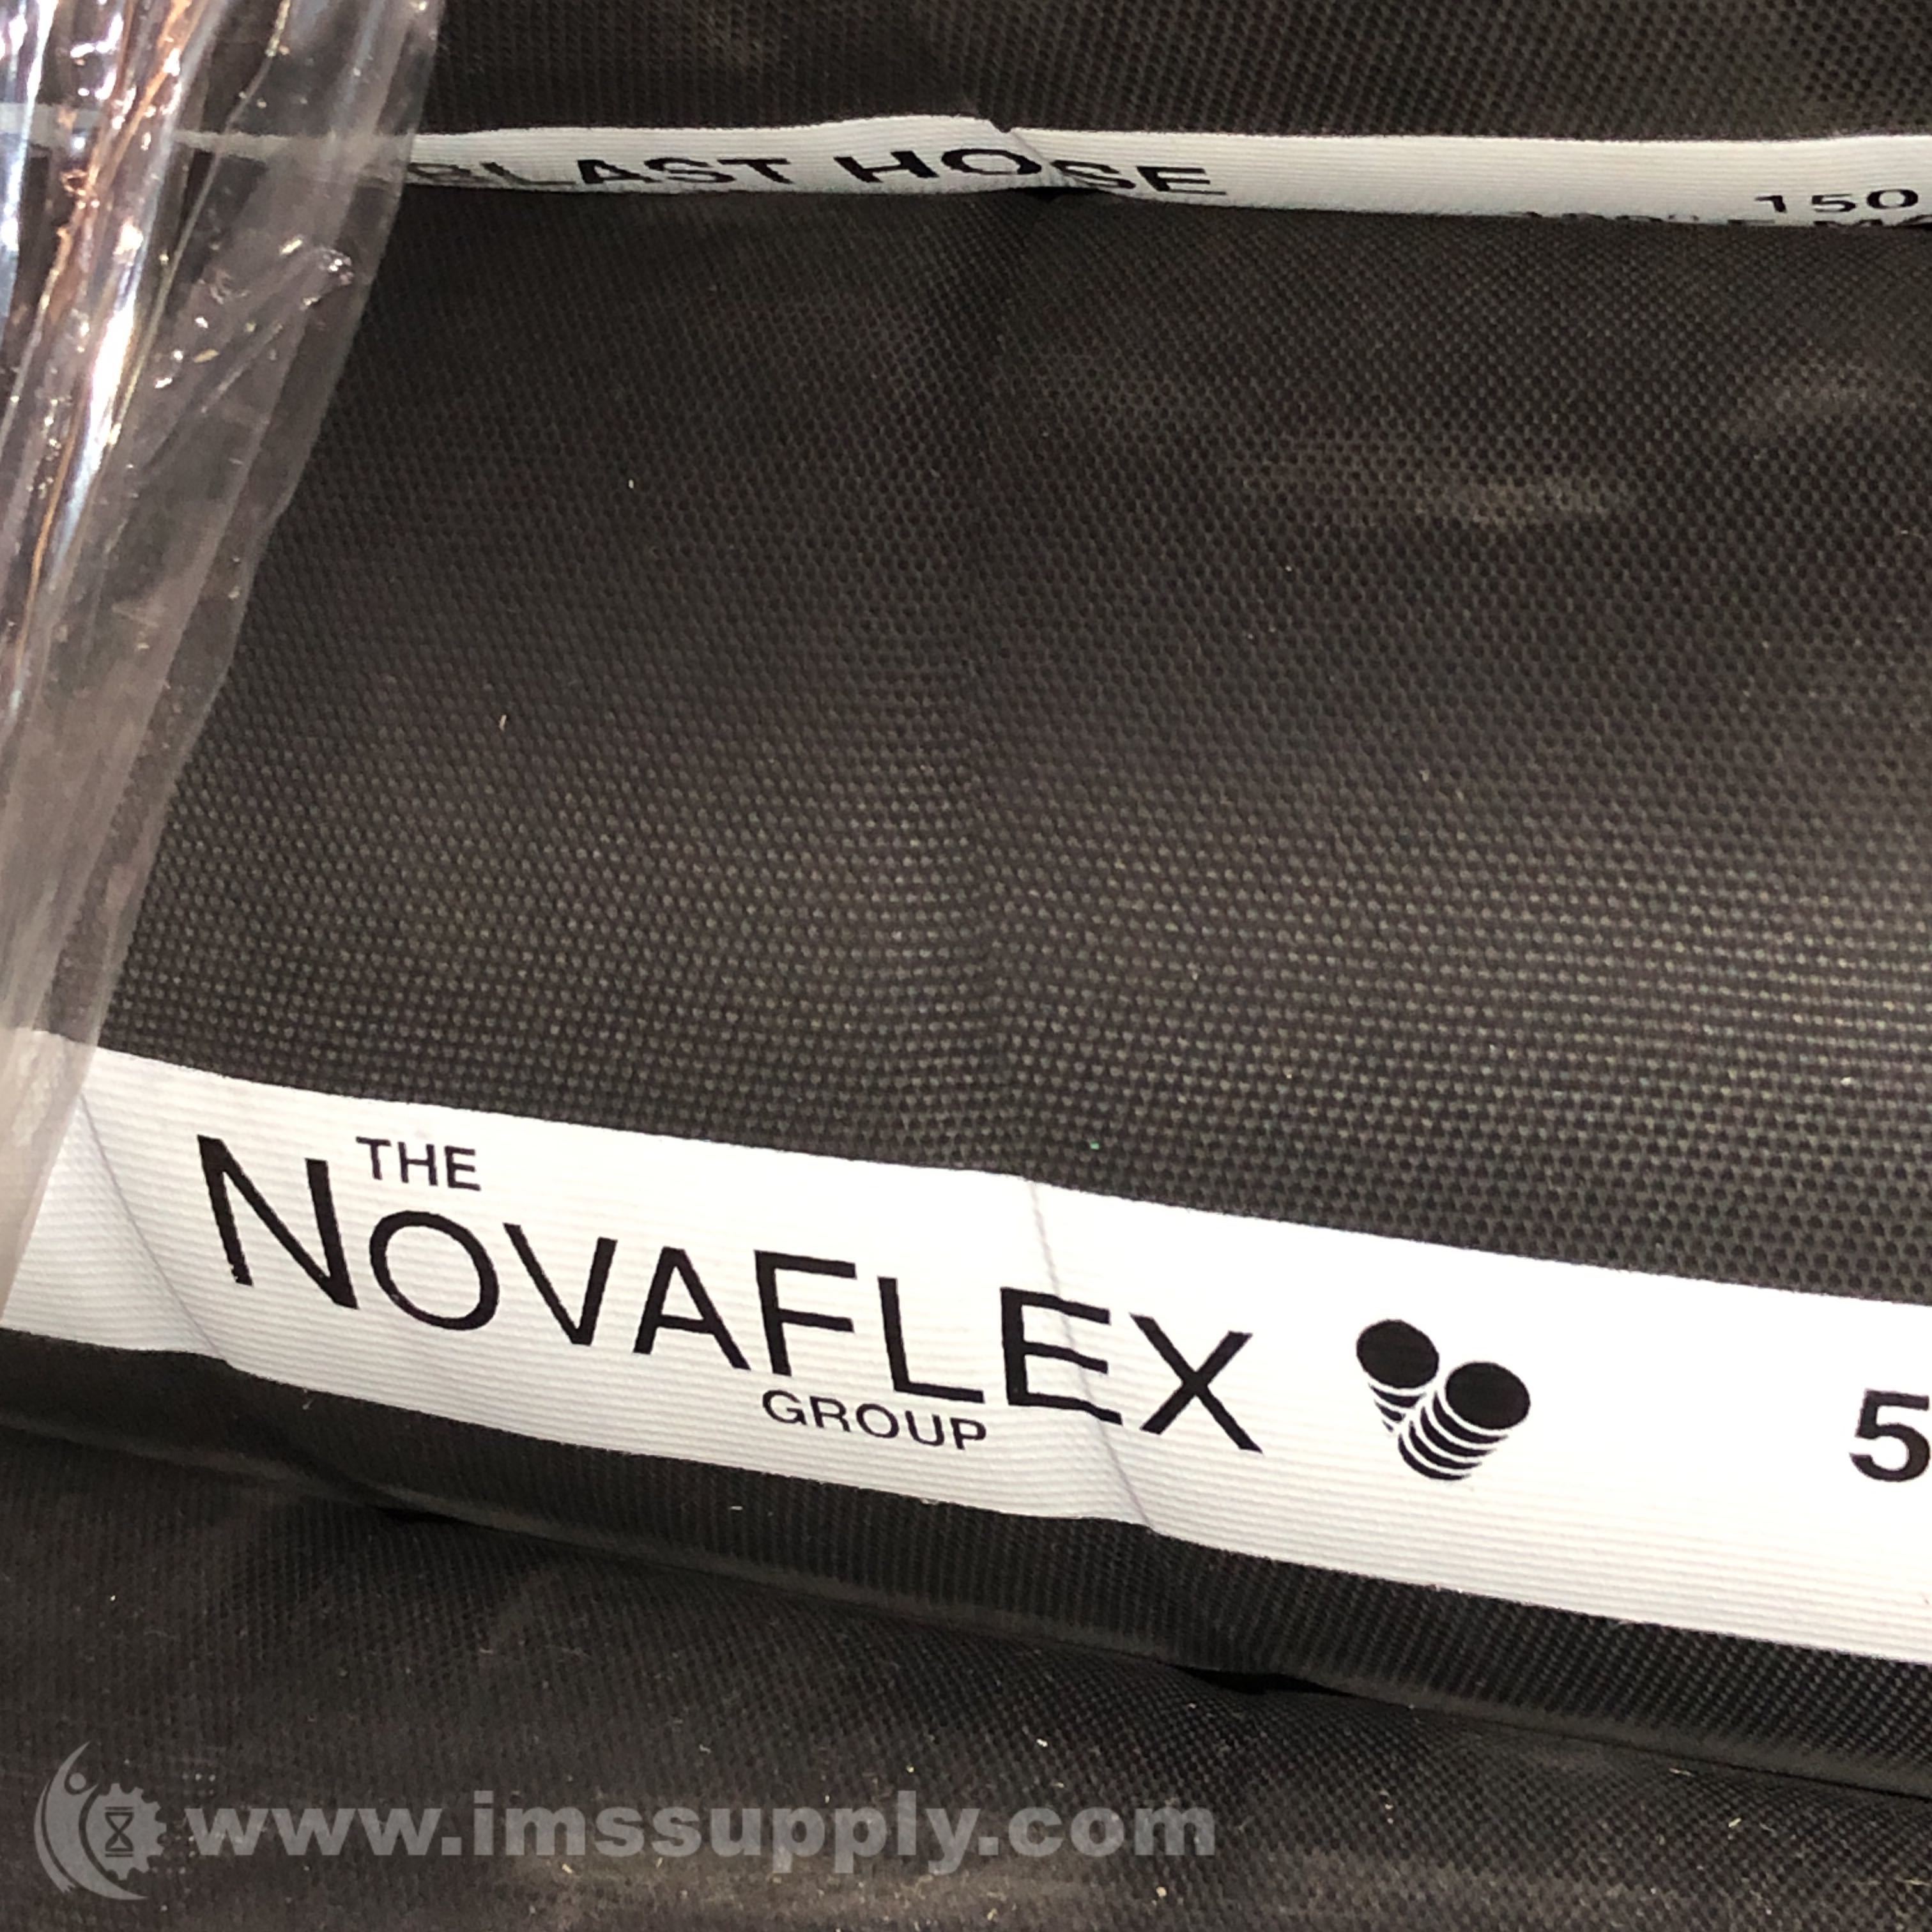 BLAST HOSE 150
THE
NOVAFLEX 5
GROUP
www.imssupply.com